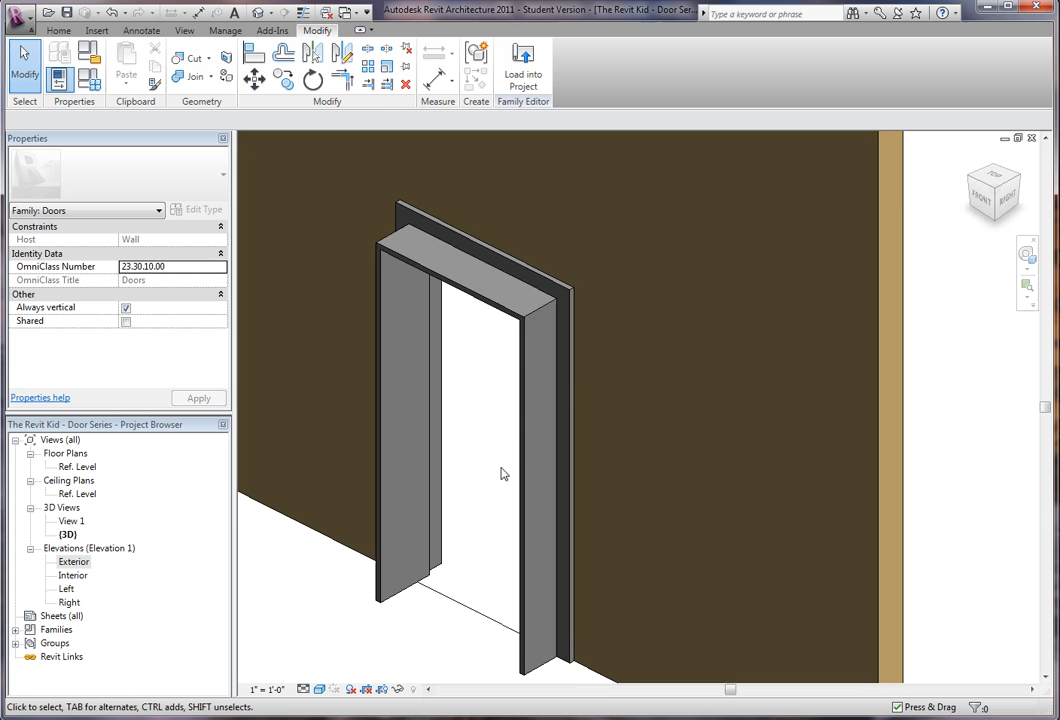 Autodesk Revit Architecture 2011 - Student Version - [The Revit Kid - Door Ser...
Type a keyword or phrase
Home Insert Annotate View Manage Add-Ins Modify
Modify
Cut
Join
Paste
Load into
Project
Select Properties Clipboard Geometry Modify Measure Create Family Editor
Properties
Family: Doors
Edit Type
Constraints
Host Wall
Identity Data
OmniClass Number 23.30.10.00
OmniClass Title Doors
Other
Always vertical
Shared
Properties help
Apply
The Revit Kid - Door Series - Project Browser
Views (all)
Floor Plans
Ref. Level
Ceiling Plans
Ref. Level
3D Views
View 1
{3D}
Elevations (Elevation 1)
Exterior
Interior
Left
Right
Sheets (all)
Families
Groups
Revit Links
TOP
FRONT
RIGHT
1" = 1'-0"
Click to select, TAB for alternates, CTRL adds, SHIFT unselects.
Press & Drag
:0